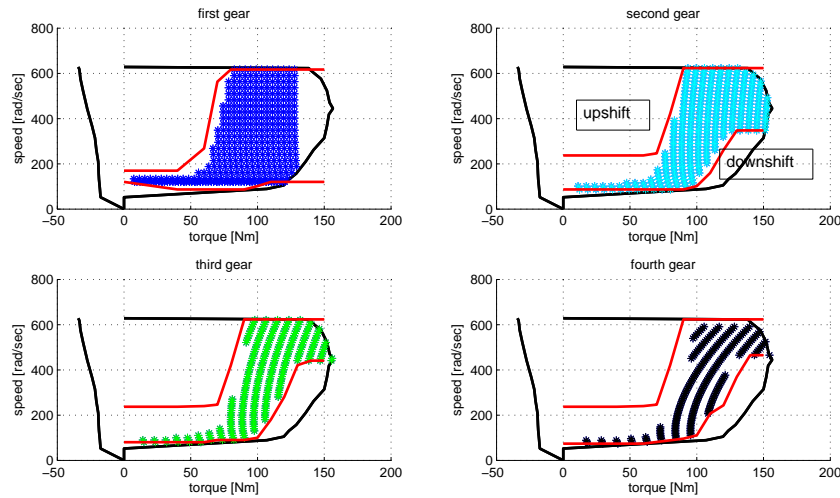 first gear
second gear
800
600
400
200
0
speed [rad/sec]
−50 0 50 100 150 200
torque [Nm]
800
600
400
200
0
speed [rad/sec]
upshift
downshift
−50 0 50 100 150 200
torque [Nm]
third gear
fourth gear
800
600
400
200
0
speed [rad/sec]
−50 0 50 100 150 200
torque [Nm]
800
600
400
200
0
speed [rad/sec]
−50 0 50 100 150 200
torque [Nm]